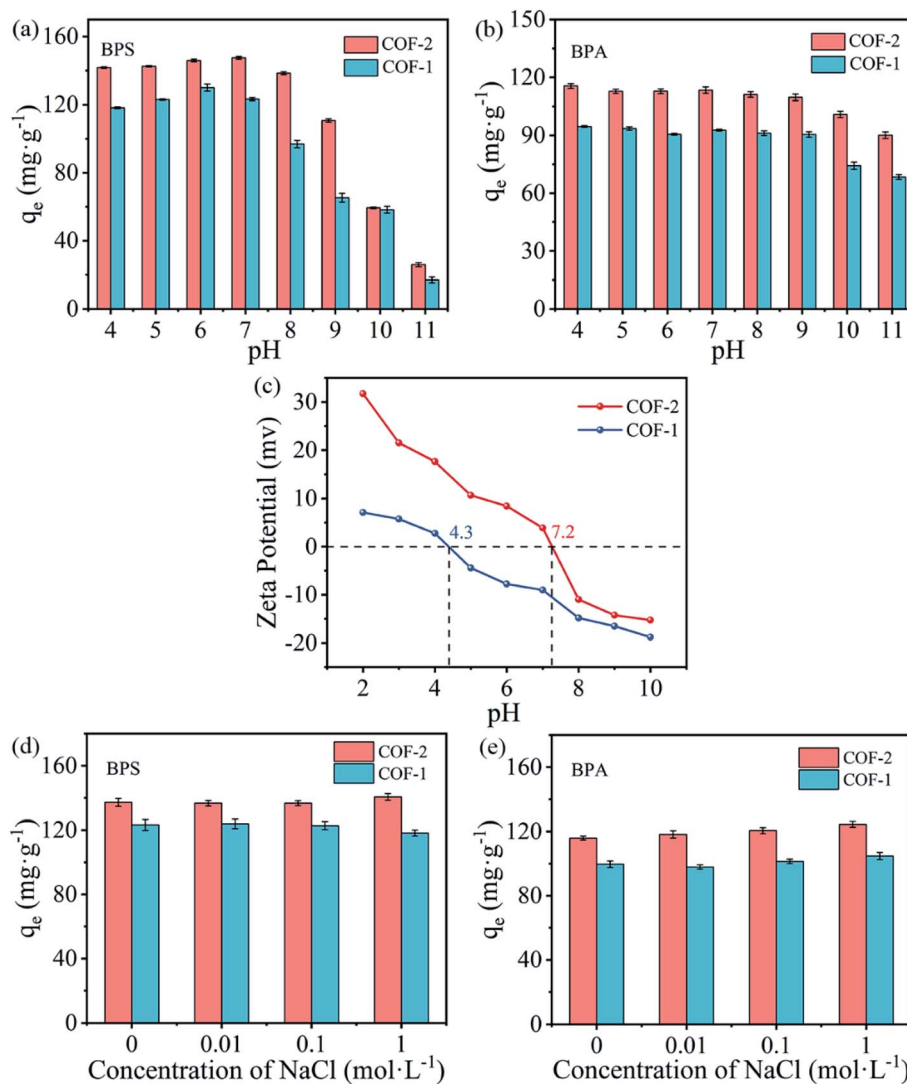 (a)
BPS
COF-2
COF-1
160
120
80
40
0
qe (mg·g-1)
4 5 6 7 8 9 10 11
pH
(b)
BPA
COF-2
COF-1
150
120
90
60
30
0
qe (mg·g-1)
4 5 6 7 8 9 10 11
pH
(c)
COF-2
COF-1
30
20
10
0
-10
-20
Zeta Potential (mv)
4.3
7.2
2 4 6 8 10
pH
(d)
BPS
COF-2
COF-1
160
120
80
40
0
qe (mg·g-1)
0 0.01 0.1 1
Concentration of NaCl (mol·L-1)
(e)
BPA
COF-2
COF-1
160
120
80
40
0
qe (mg·g-1)
0 0.01 0.1 1
Concentration of NaCl (mol·L-1)